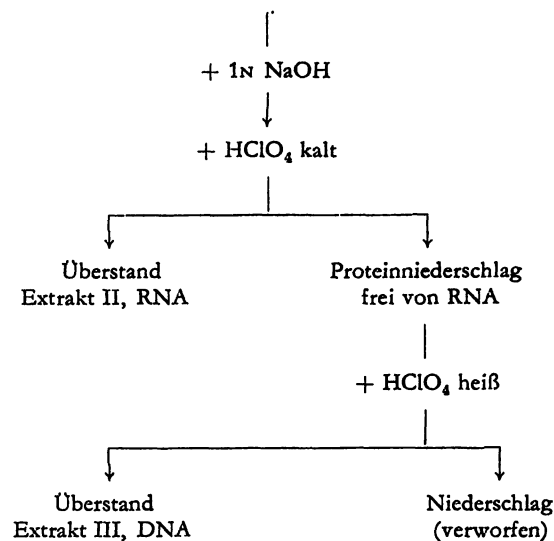 + 1N NaOH
+ HClO₄ kalt
Überstand
Extrakt II, RNA
Proteinniederschlag
frei von RNA
+ HClO₄ heiß
Überstand
Extrakt III, DNA
Niederschlag
(verworfen)